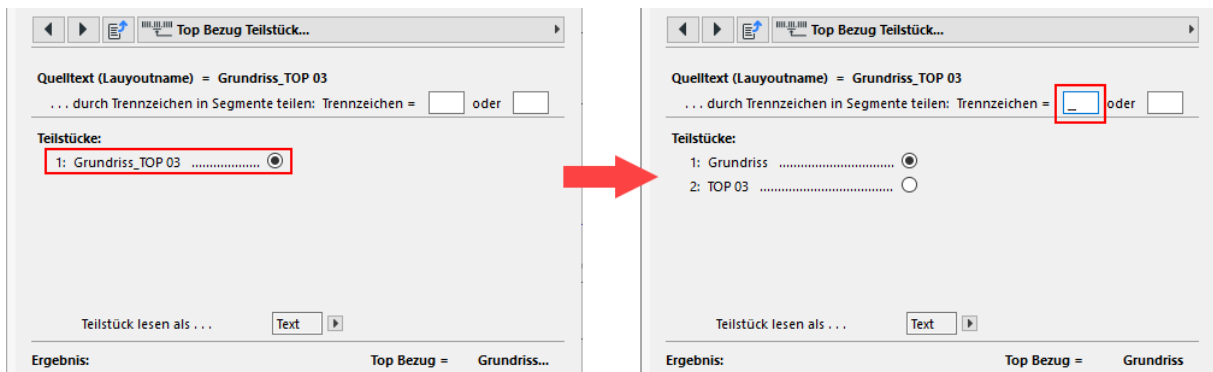 Top Bezug Teilstück...
Quelltext (Lauyoutname) = Grundriss_TOP 03
. . . durch Trennzeichen in Segmente teilen: Trennzeichen = oder
Teilstücke:
1: Grundriss_TOP 03 ...................
Teilstück lesen als . . . Text
Ergebnis: Top Bezug = Grundriss...
Top Bezug Teilstück...
Quelltext (Lauyoutname) = Grundriss_TOP 03
. . . durch Trennzeichen in Segmente teilen: Trennzeichen = _ oder
Teilstücke:
1: Grundriss ................................
2: TOP 03 .....................................
Teilstück lesen als . . . Text
Ergebnis: Top Bezug = Grundriss